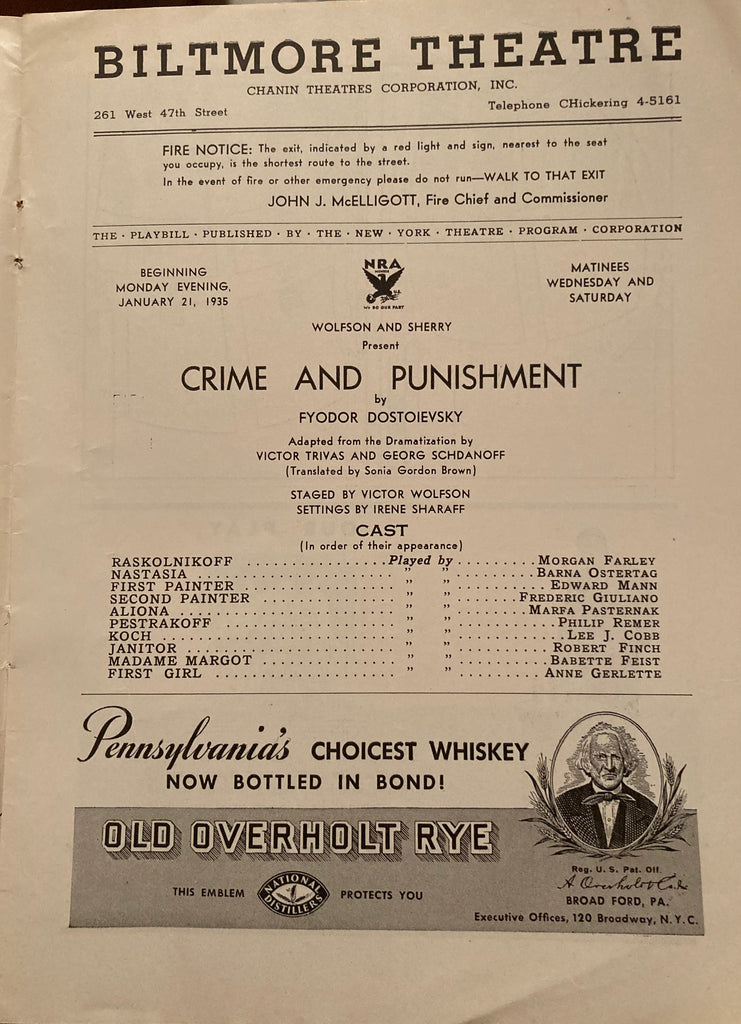 BILTMORE THEATRE
CHANIN THEATRES CORPORATION, INC.
261 West 47th Street Telephone CHickering 4-5161
FIRE NOTICE: The exit, indicated by a red light and sign, nearest to the seat
you occupy, is the shortest route to the street.
In the event of fire or other emergency please do not run—WALK TO THAT EXIT
JOHN J. McELLIGOTT, Fire Chief and Commissioner
THE · PLAYBILL · PUBLISHED · BY · THE · NEW · YORK · THEATRE · PROGRAM · CORPORATION
BEGINNING
MONDAY EVENING,
JANUARY 21, 1935
NRA
MEMBER
U.S.
WE DO OUR PART
MATINEES
WEDNESDAY AND
SATURDAY
WOLFSON AND SHERRY
Present
CRIME AND PUNISHMENT
by
FYODOR DOSTOIEVSKY
Adapted from the Dramatization by
VICTOR TRIVAS AND GEORG SCHDANOFF
(Translated by Sonia Gordon Brown)
STAGED BY VICTOR WOLFSON
SETTINGS BY IRENE SHARAFF
CAST
(In order of their appearance)
RASKOLNIKOFF ................Played by ..........MORGAN FARLEY
NASTASIA ........................ " " ..........BARNA OSTERTAG
FIRST PAINTER .................... " " ..........EDWARD MANN
SECOND PAINTER .................. " " ........FREDERIC GIULIANO
ALIONA .......................... " " .........MARFA PASTERNAK
PESTRAKOFF ...................... " " ............PHILIP REMER
KOCH ............................ " " .............LEE J. COBB
JANITOR ......................... " " ............ROBERT FINCH
MADAME MARGOT ................. " " ...........BABETTE FEIST
FIRST GIRL ....................... " " ..........ANNE GERLETTE
Pennsylvania's CHOICEST WHISKEY
NOW BOTTLED IN BOND!
OLD OVERHOLT RYE
THIS EMBLEM NATIONAL DISTILLERS PROTECTS YOU
Reg. U. S. Pat. Off.
A. Overholt & Co.
BROAD FORD, PA.
Executive Offices, 120 Broadway, N.Y.C.